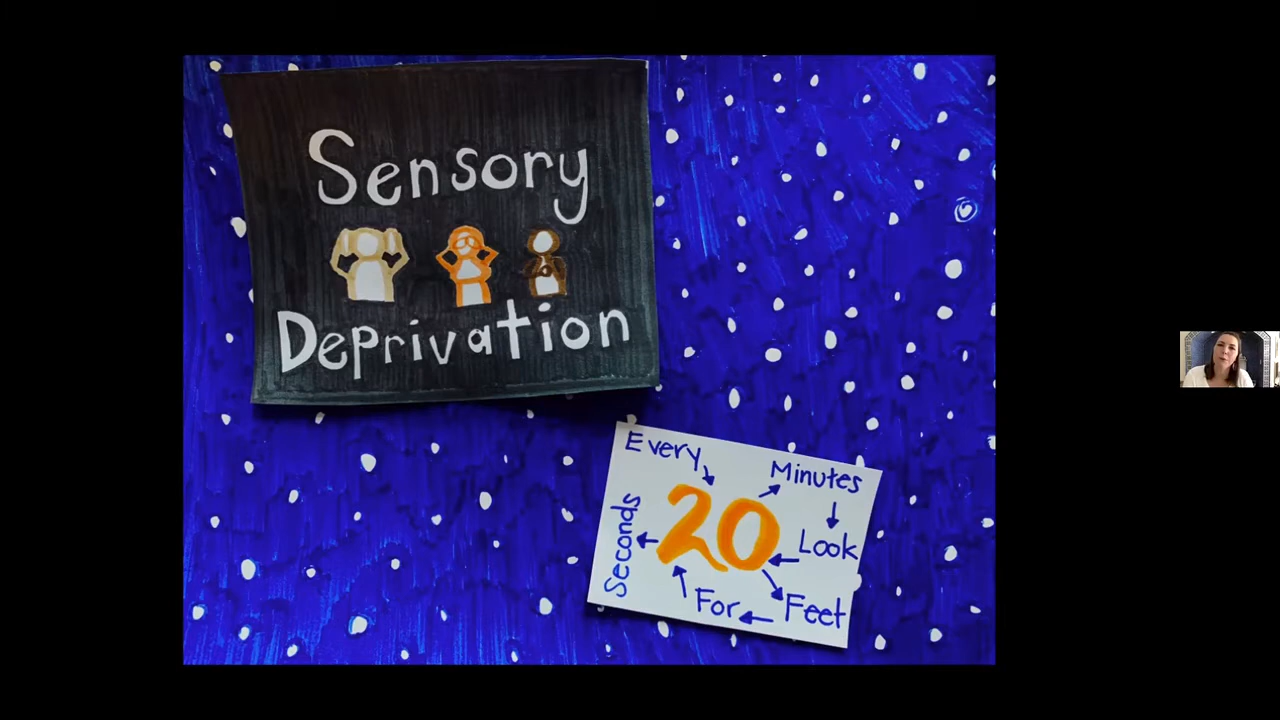 Sensory
Deprivation
Every
20
Minutes
Look
Feet
For
Seconds